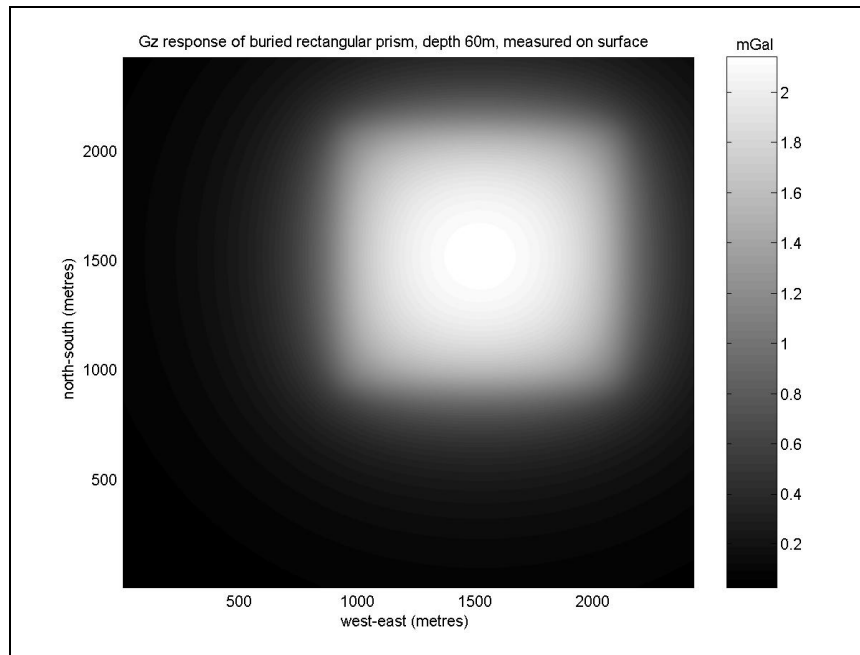 Gz response of buried rectangular prism, depth 60m, measured on surface
mGal
2
1.8
1.6
1.4
1.2
1
0.8
0.6
0.4
0.2
north-south (metres)
2000
1500
1000
500
500 1000 1500 2000
west-east (metres)